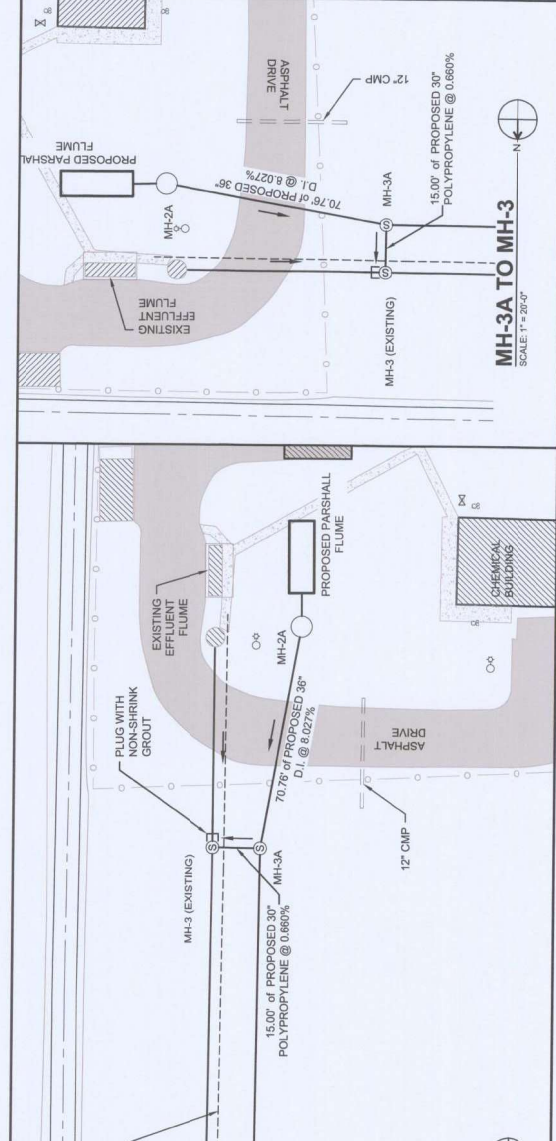 PROPOSED PARSHAL
FLUME
ASPHALT
DRIVE
12" CMP
MH-2A
70.76' of PROPOSED 36"
D.I. @ 8.027%
EXISTING
EFFLUENT
FLUME
MH-3A
15.00' of PROPOSED 30"
POLYPROPYLENE @ 0.660%
MH-3 (EXISTING)
N
MH-3A TO MH-3
SCALE: 1" = 20'-0"
PLUG WITH
NON-SHRINK
GROUT
EXISTING
EFFLUENT
FLUME
PROPOSED PARSHALL
FLUME
CHEMICAL
BUILDING
MH-2A
MH-3 (EXISTING)
70.76' of PROPOSED 36"
D.I. @ 8.027%
ASPHALT
DRIVE
MH-3A
12" CMP
15.00' of PROPOSED 30"
POLYPROPYLENE @ 0.660%
S
S
S
S